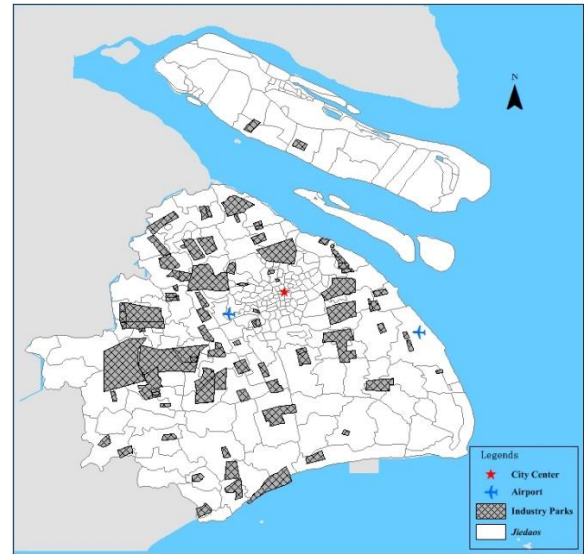 N
Legends
City Center
Airport
Industry Parks
Jiedaos